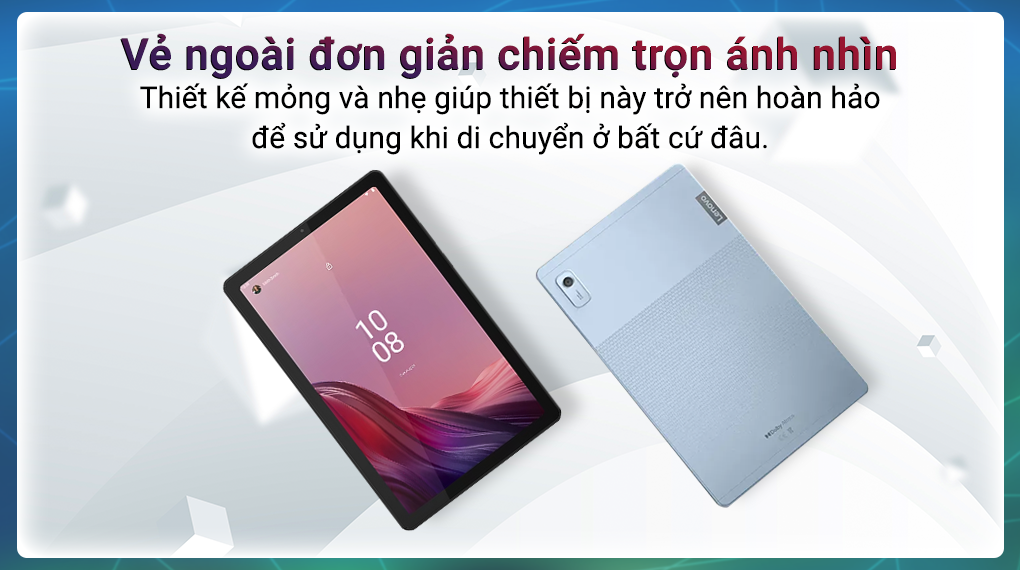 Vẻ ngoài đơn giản chiếm trọn ánh nhìn
Thiết kế mỏng và nhẹ giúp thiết bị này trở nên hoàn hảo
để sử dụng khi di chuyển ở bất cứ đâu.
10
08
Lenovo
Dolby